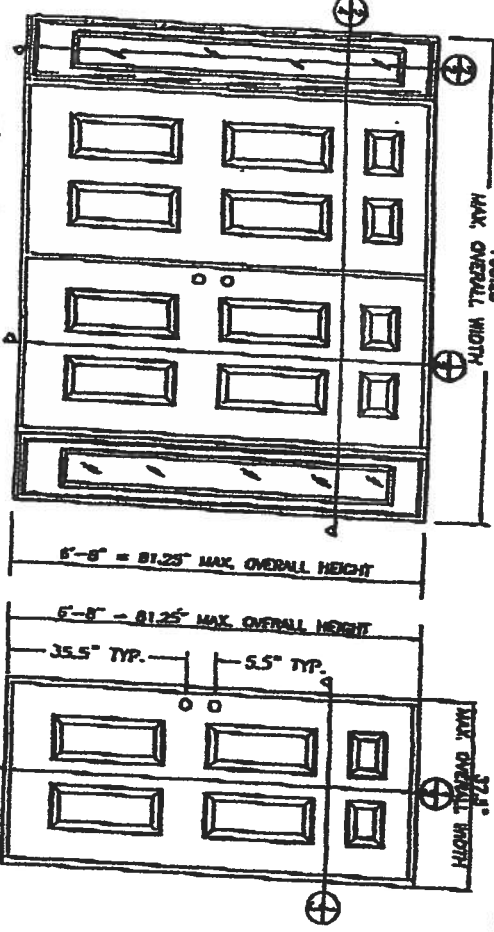 MAX. OVERALL WIDTH
6'-8" = 81.25" MAX. OVERALL HEIGHT
6'-8" - 81.25" MAX. OVERALL HEIGHT
35.5" TYP.
5.5" TYP.
MAX. OVERALL WIDTH